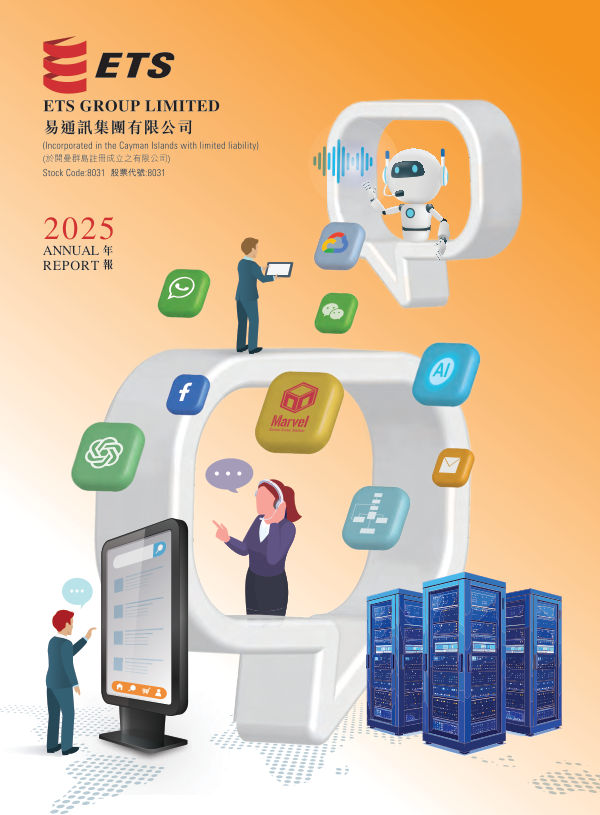 ETS
ETS GROUP LIMITED
易通訊集團有限公司
(Incorporated in the Cayman Islands with limited liability)
(於開曼群島註冊成立之有限公司)
Stock Code:8031 股票代號:8031
2025
ANNUAL 年
REPORT 報
AI
Marvel